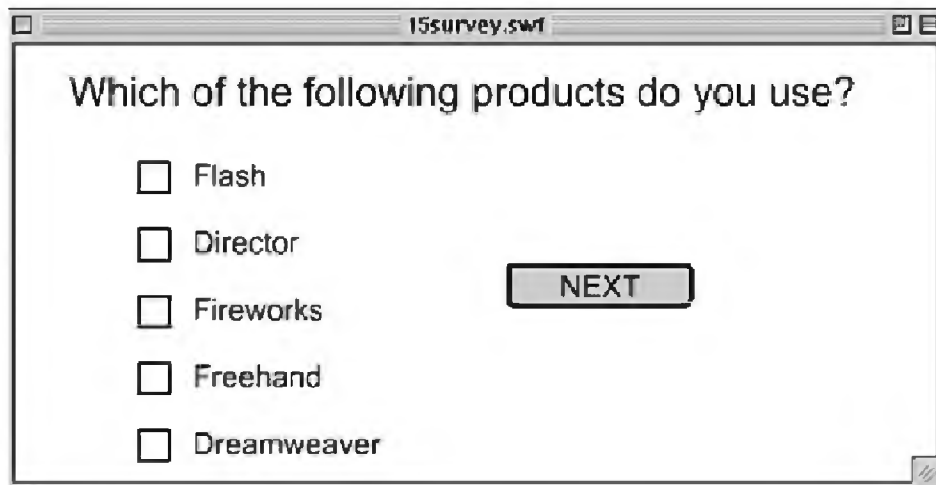 15survey.swf
Which of the following products do you use?
Flash
Director
NEXT
Fireworks
Freehand
Dreamweaver